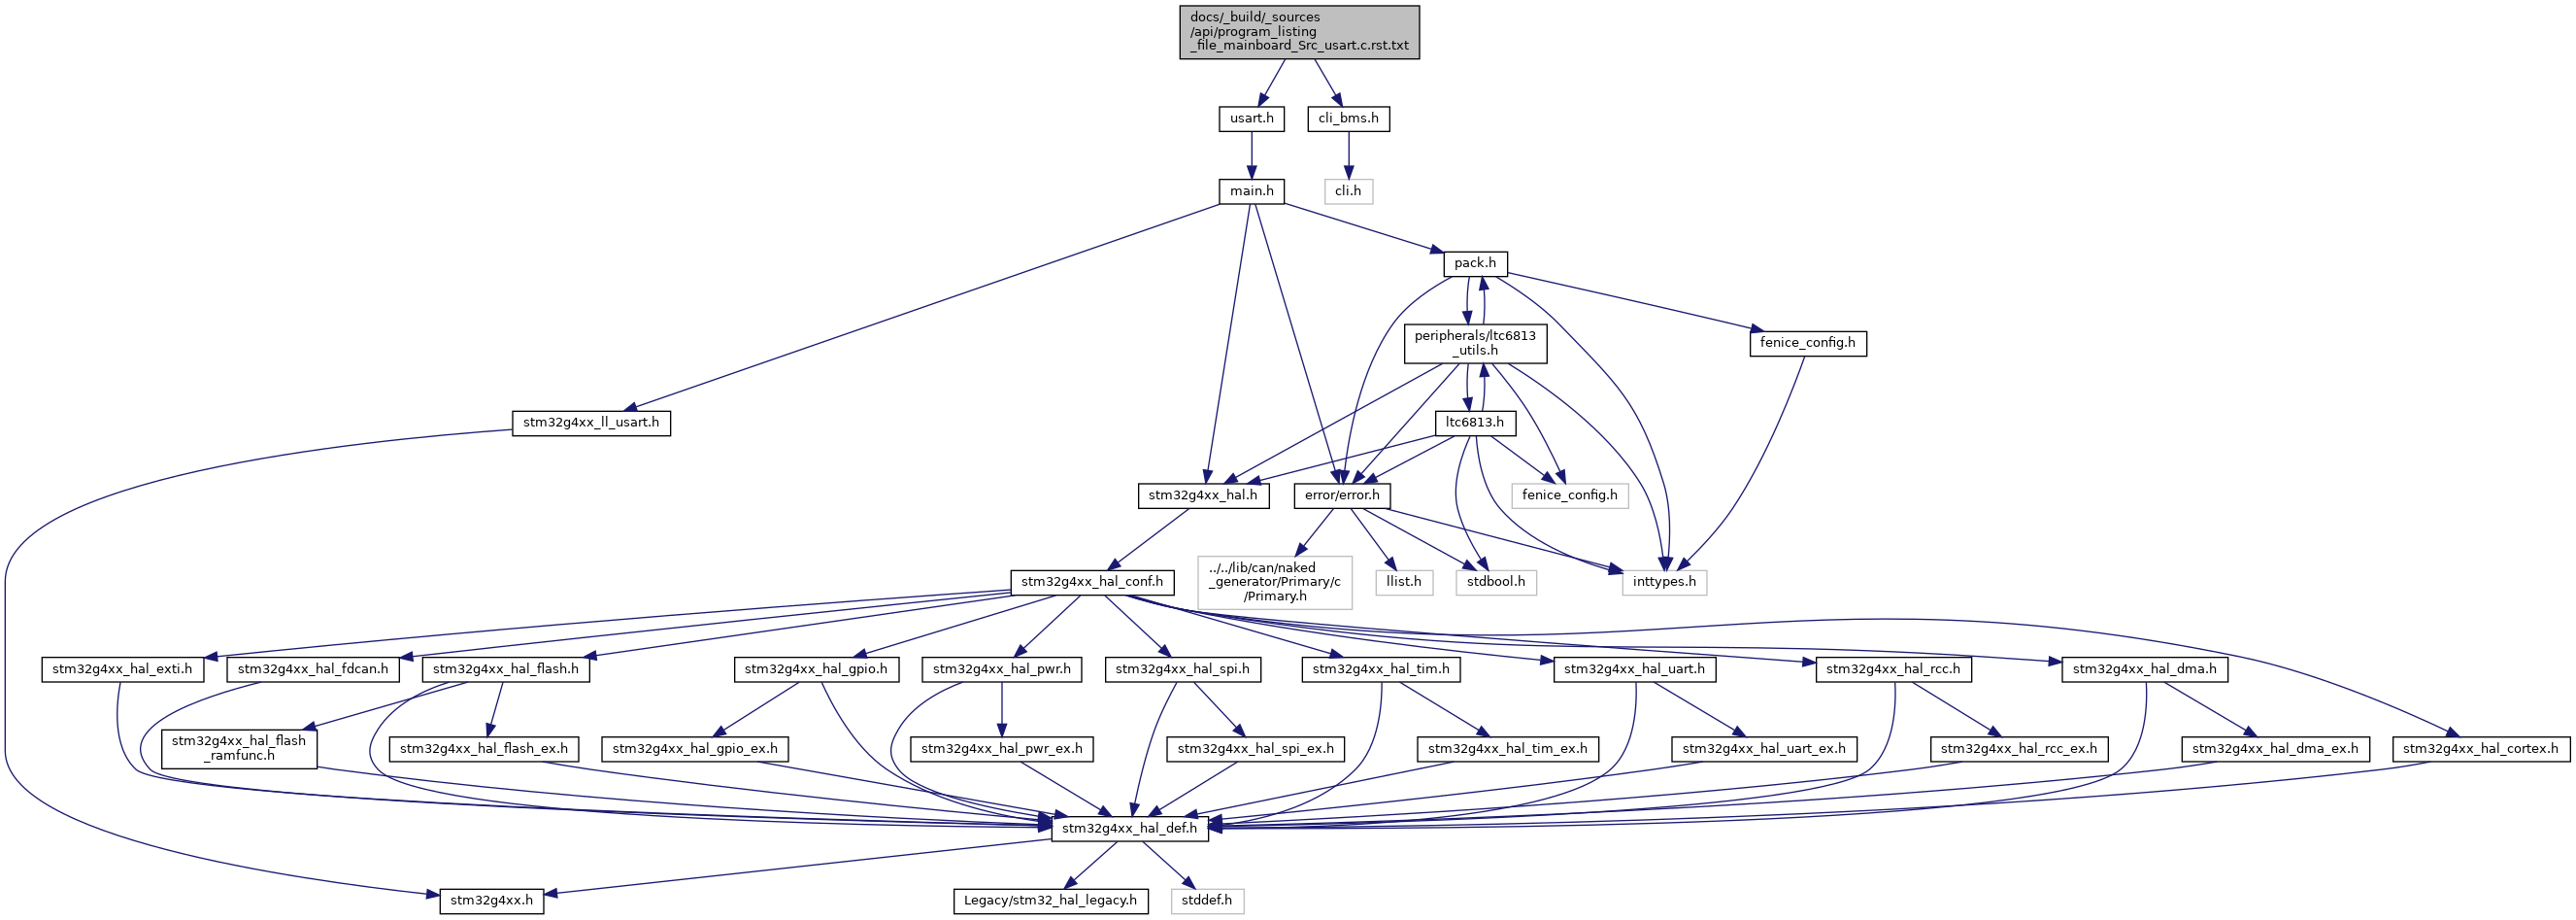 docs/_build/_sources
/api/program_listing
_file_mainboard_Src_usart.c.rst.txt
usart.h
cli_bms.h
main.h
cli.h
pack.h
peripherals/ltc6813
_utils.h
fenice_config.h
stm32g4xx_ll_usart.h
ltc6813.h
stm32g4xx_hal.h
error/error.h
fenice_config.h
stm32g4xx_hal_conf.h
../../lib/can/naked
_generator/Primary/c
/Primary.h
llist.h
stdbool.h
inttypes.h
stm32g4xx_hal_exti.h
stm32g4xx_hal_fdcan.h
stm32g4xx_hal_flash.h
stm32g4xx_hal_gpio.h
stm32g4xx_hal_pwr.h
stm32g4xx_hal_spi.h
stm32g4xx_hal_tim.h
stm32g4xx_hal_uart.h
stm32g4xx_hal_rcc.h
stm32g4xx_hal_dma.h
stm32g4xx_hal_flash
_ramfunc.h
stm32g4xx_hal_flash_ex.h
stm32g4xx_hal_gpio_ex.h
stm32g4xx_hal_pwr_ex.h
stm32g4xx_hal_spi_ex.h
stm32g4xx_hal_tim_ex.h
stm32g4xx_hal_uart_ex.h
stm32g4xx_hal_rcc_ex.h
stm32g4xx_hal_dma_ex.h
stm32g4xx_hal_cortex.h
stm32g4xx_hal_def.h
stm32g4xx.h
Legacy/stm32_hal_legacy.h
stddef.h